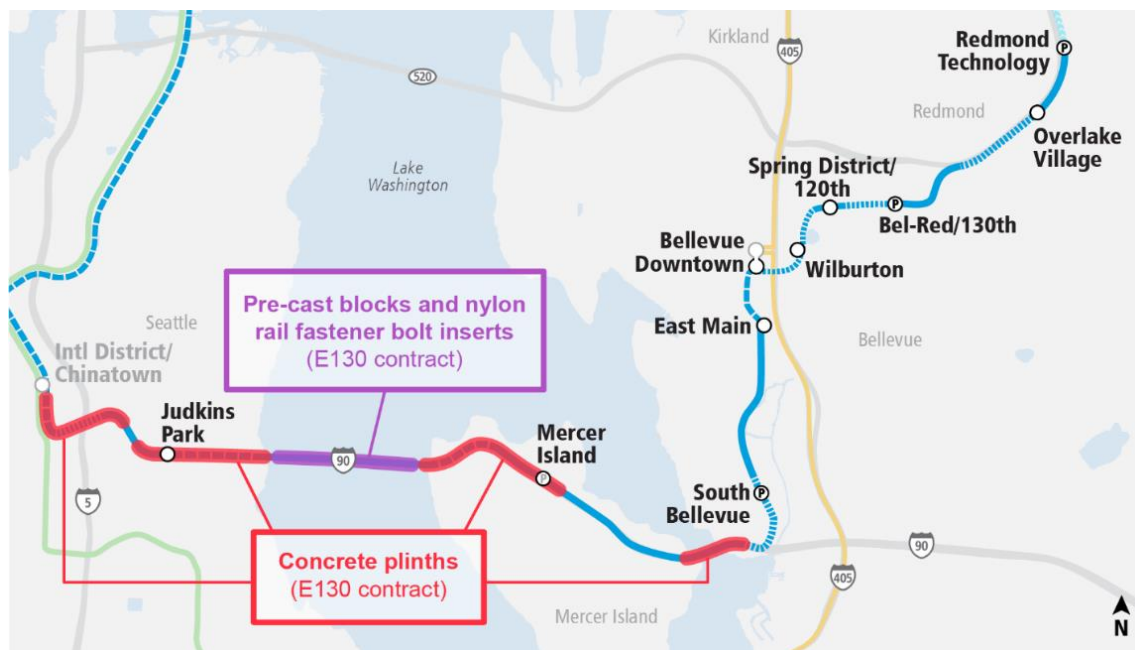 Kirkland
405
Redmond
Technology
520
Redmond
Overlake
Village
Lake
Washington
Spring District/
120th
Bel-Red/130th
Bellevue
Downtown
Wilburton
Pre-cast blocks and nylon
rail fastener bolt inserts
(E130 contract)
Seattle
East Main
Bellevue
Intl District/
Chinatown
Judkins
Park
90
Mercer
Island
P
P
P
P
South
Bellevue
5
90
Concrete plinths
(E130 contract)
405
Mercer Island
N